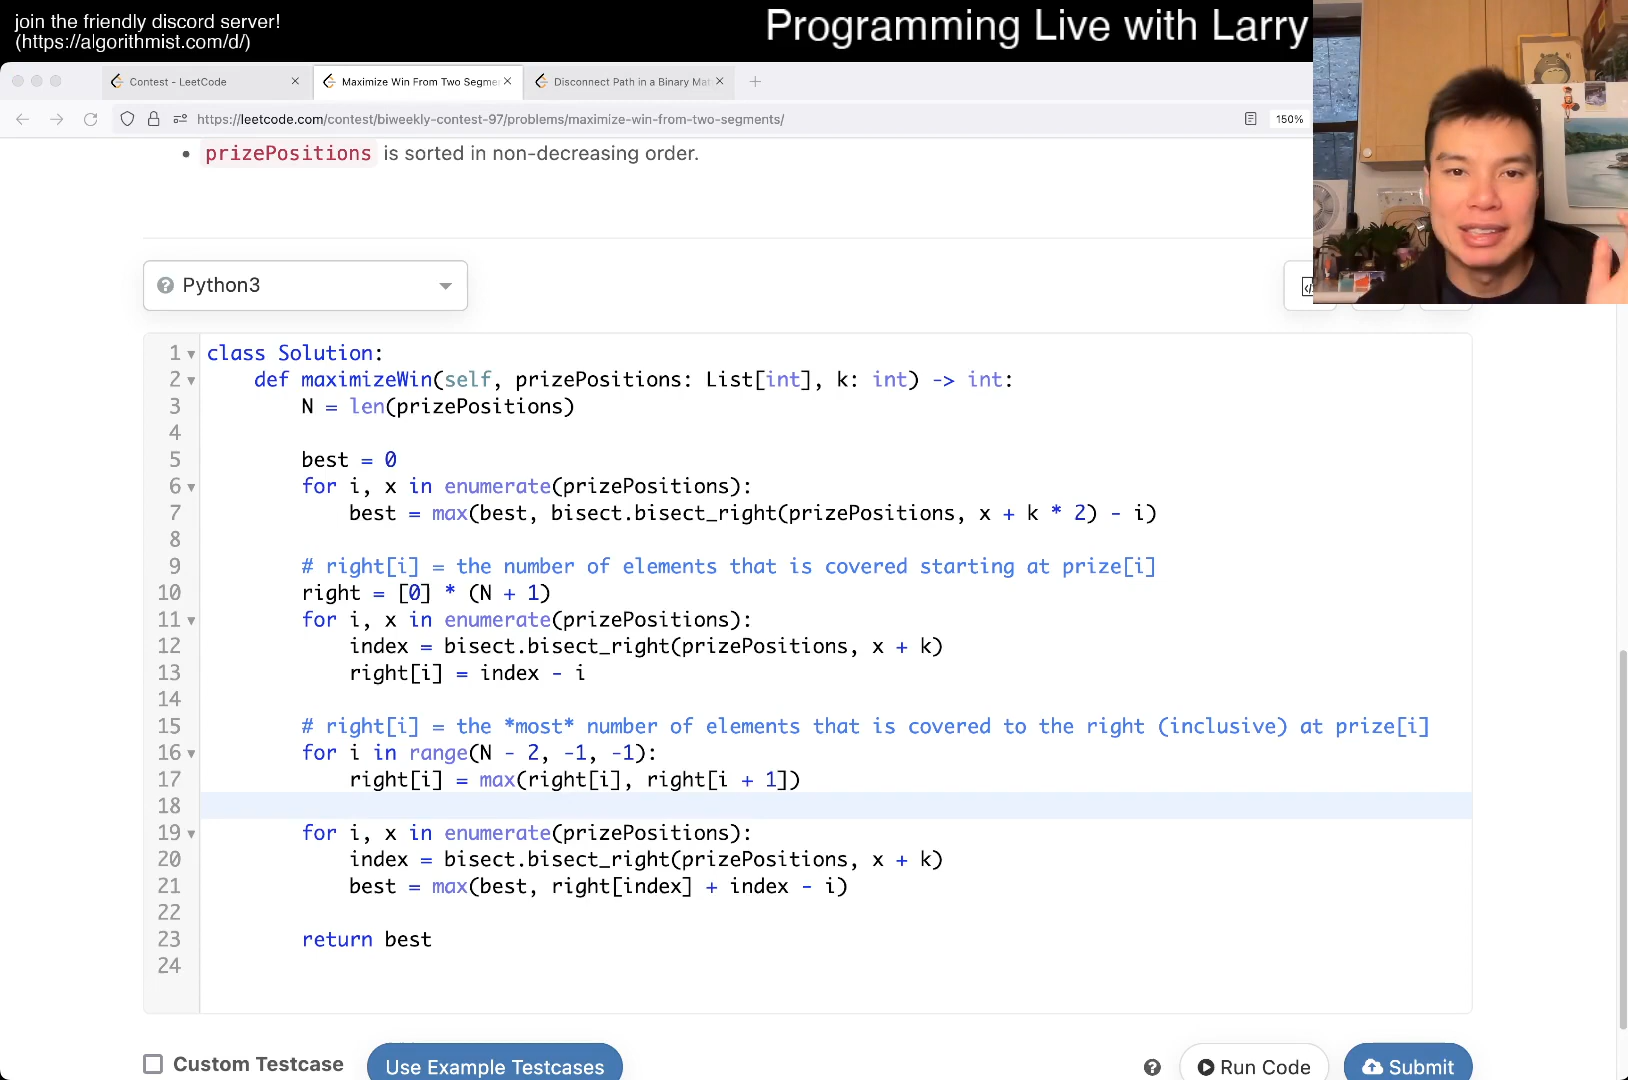 join the friendly discord server!
(https://algorithmist.com/d/)
Programming Live with Larry
Contest - LeetCode
Maximize Win From Two Segme
Disconnect Path in a Binary Mat
https://leetcode.com/contest/biweekly-contest-97/problems/maximize-win-from-two-segments/
150%
• prizePositions is sorted in non-decreasing order.
Python3
1 class Solution:
2     def maximizeWin(self, prizePositions: List[int], k: int) -> int:
3         N = len(prizePositions)
4
5         best = 0
6         for i, x in enumerate(prizePositions):
7             best = max(best, bisect.bisect_right(prizePositions, x + k * 2) - i)
8
9         # right[i] = the number of elements that is covered starting at prize[i]
10         right = [0] * (N + 1)
11         for i, x in enumerate(prizePositions):
12             index = bisect.bisect_right(prizePositions, x + k)
13             right[i] = index - i
14
15         # right[i] = the *most* number of elements that is covered to the right (inclusive) at prize[i]
16         for i in range(N - 2, -1, -1):
17             right[i] = max(right[i], right[i + 1])
18
19         for i, x in enumerate(prizePositions):
20             index = bisect.bisect_right(prizePositions, x + k)
21             best = max(best, right[index] + index - i)
22
23         return best
24
Custom Testcase
Use Example Testcases
Run Code
Submit